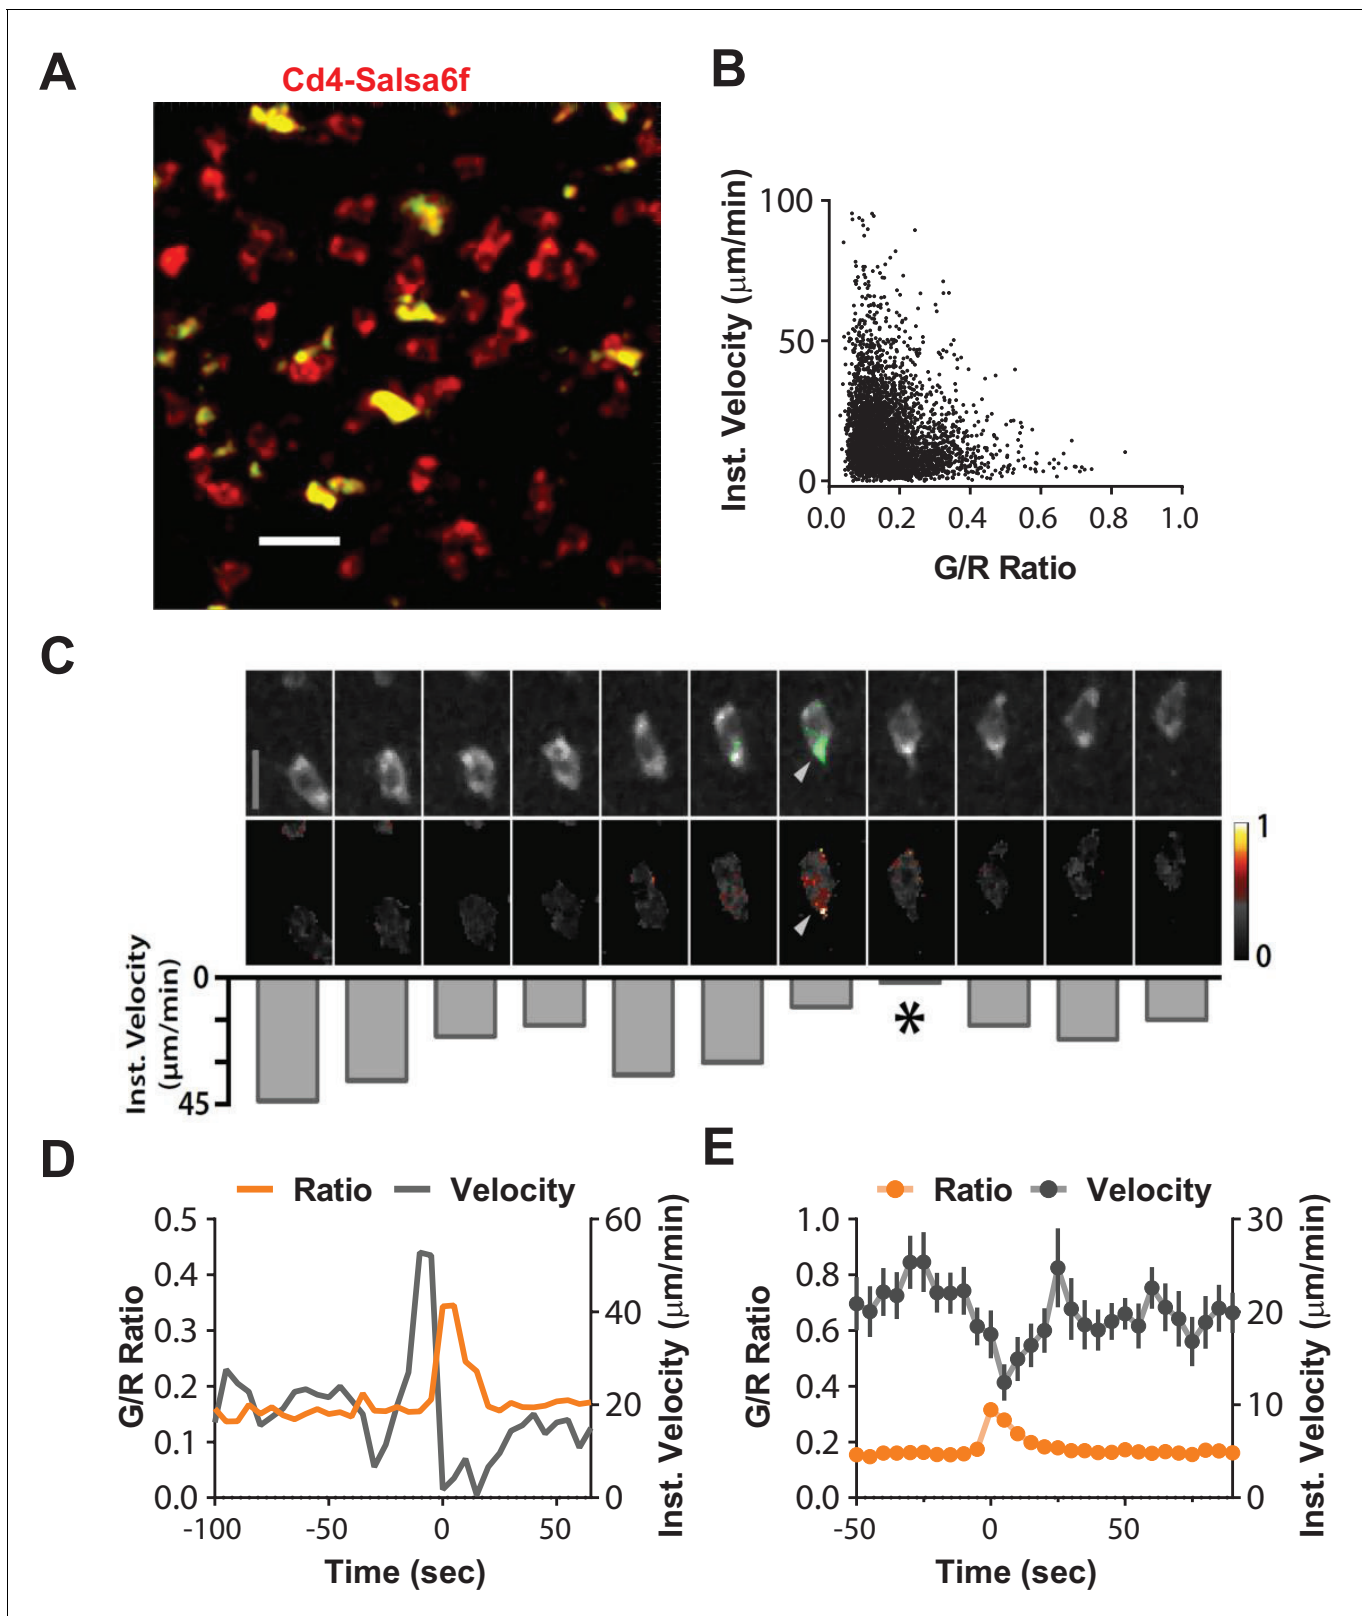 A
Cd4-Salsa6f
B
Inst. Velocity (μm/min)
100
50
0
0.0 0.2 0.4 0.6 0.8 1.0
G/R Ratio
C
1
0
Inst. Velocity
(μm/min)
0
*
45
D
Ratio Velocity
G/R Ratio
0.5
0.4
0.3
0.2
0.1
0.0
60
40
20
0
Inst. Velocity (μm/min)
-100 -50 0 50
Time (sec)
E
Ratio Velocity
G/R Ratio
1.0
0.8
0.6
0.4
0.2
0.0
30
20
10
0
Inst. Velocity (μm/min)
-50 0 50
Time (sec)